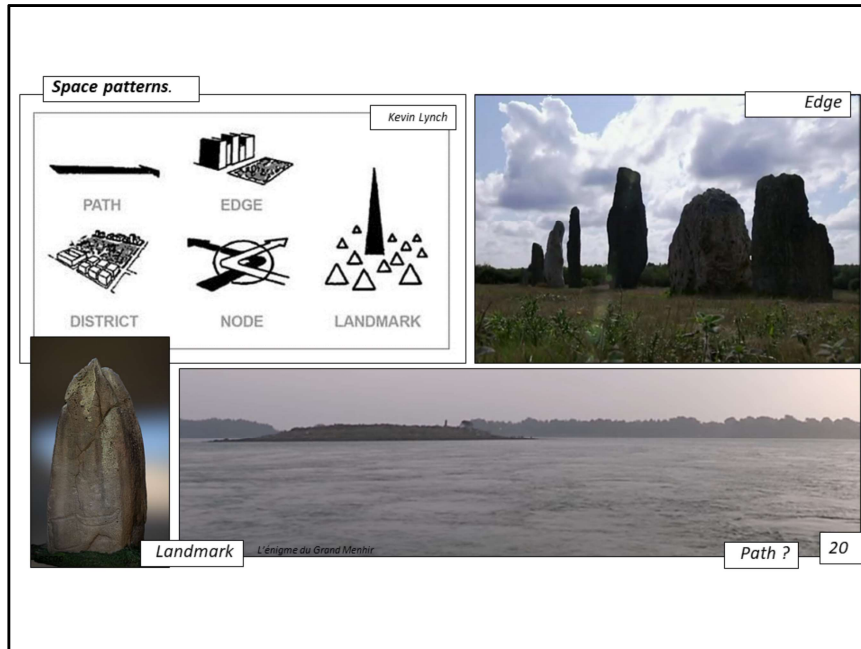 Space patterns.
Kevin Lynch
PATH
EDGE
DISTRICT
NODE
LANDMARK
Edge
Landmark
L'énigme du Grand Menhir
Path ?
20